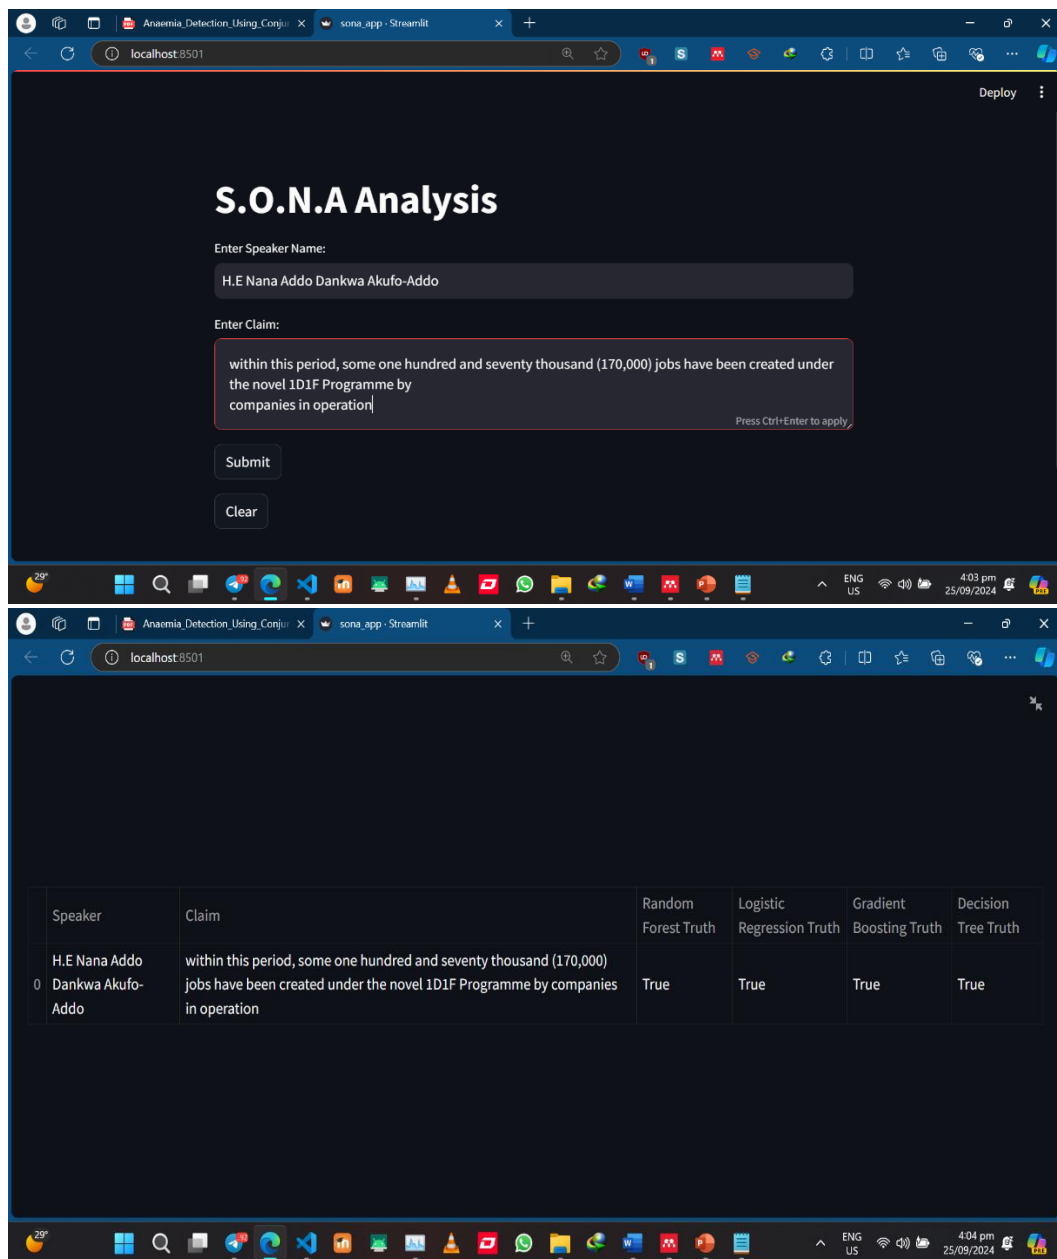 Anaemia_Detection_Using_Conjur
sona_app · Streamlit
localhost:8501
Deploy
S.O.N.A Analysis
Enter Speaker Name:
H.E Nana Addo Dankwa Akufo-Addo
Enter Claim:
within this period, some one hundred and seventy thousand (170,000) jobs have been created under
the novel 1D1F Programme by
companies in operation
Press Ctrl+Enter to apply
Submit
Clear
29°
92
ENG
US
4:03 pm
25/09/2024
Anaemia_Detection_Using_Conjur
sona_app · Streamlit
localhost:8501
Speaker Claim Random Forest Truth Logistic Regression Truth Gradient Boosting Truth Decision Tree Truth
0 H.E Nana Addo Dankwa Akufo-Addo within this period, some one hundred and seventy thousand (170,000) jobs have been created under the novel 1D1F Programme by companies in operation True True True True
29°
92
ENG
US
4:04 pm
25/09/2024